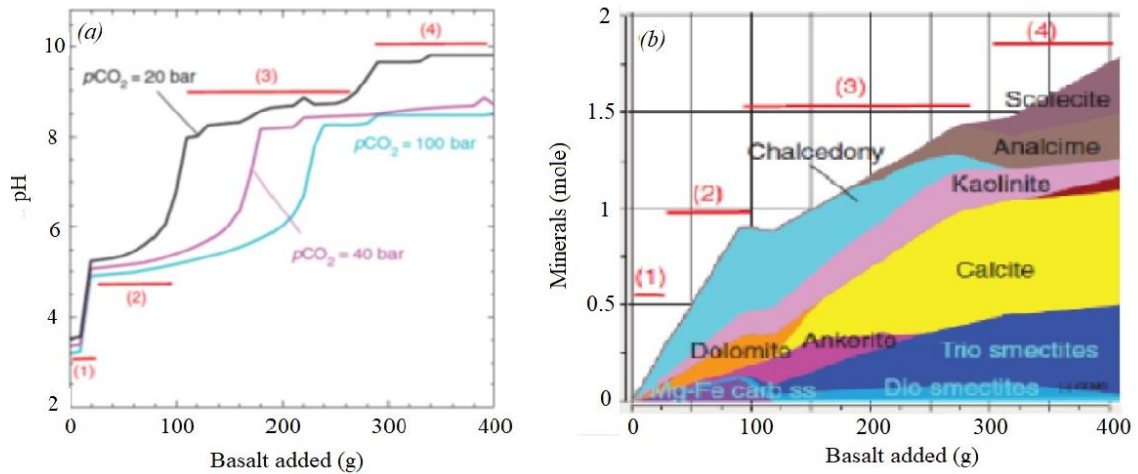 (a)
(4)
10
pCO₂ = 20 bar
(3)
8
pCO₂ = 100 bar
pH
6
pCO₂ = 40 bar
(2)
4
(1)
2
0 100 200 300 400
Basalt added (g)
2
(b)
(4)
(3)
Scolecite
1.5
Analcime
Chalcedony
Kaolinite
(2)
1
Minerals (mole)
Calcite
(1)
0.5
Dolomite
Ankerite
Trio smectites
Mg-Fe carb ss
Dio smectites
0
0 100 200 300 400
Basalt added (g)